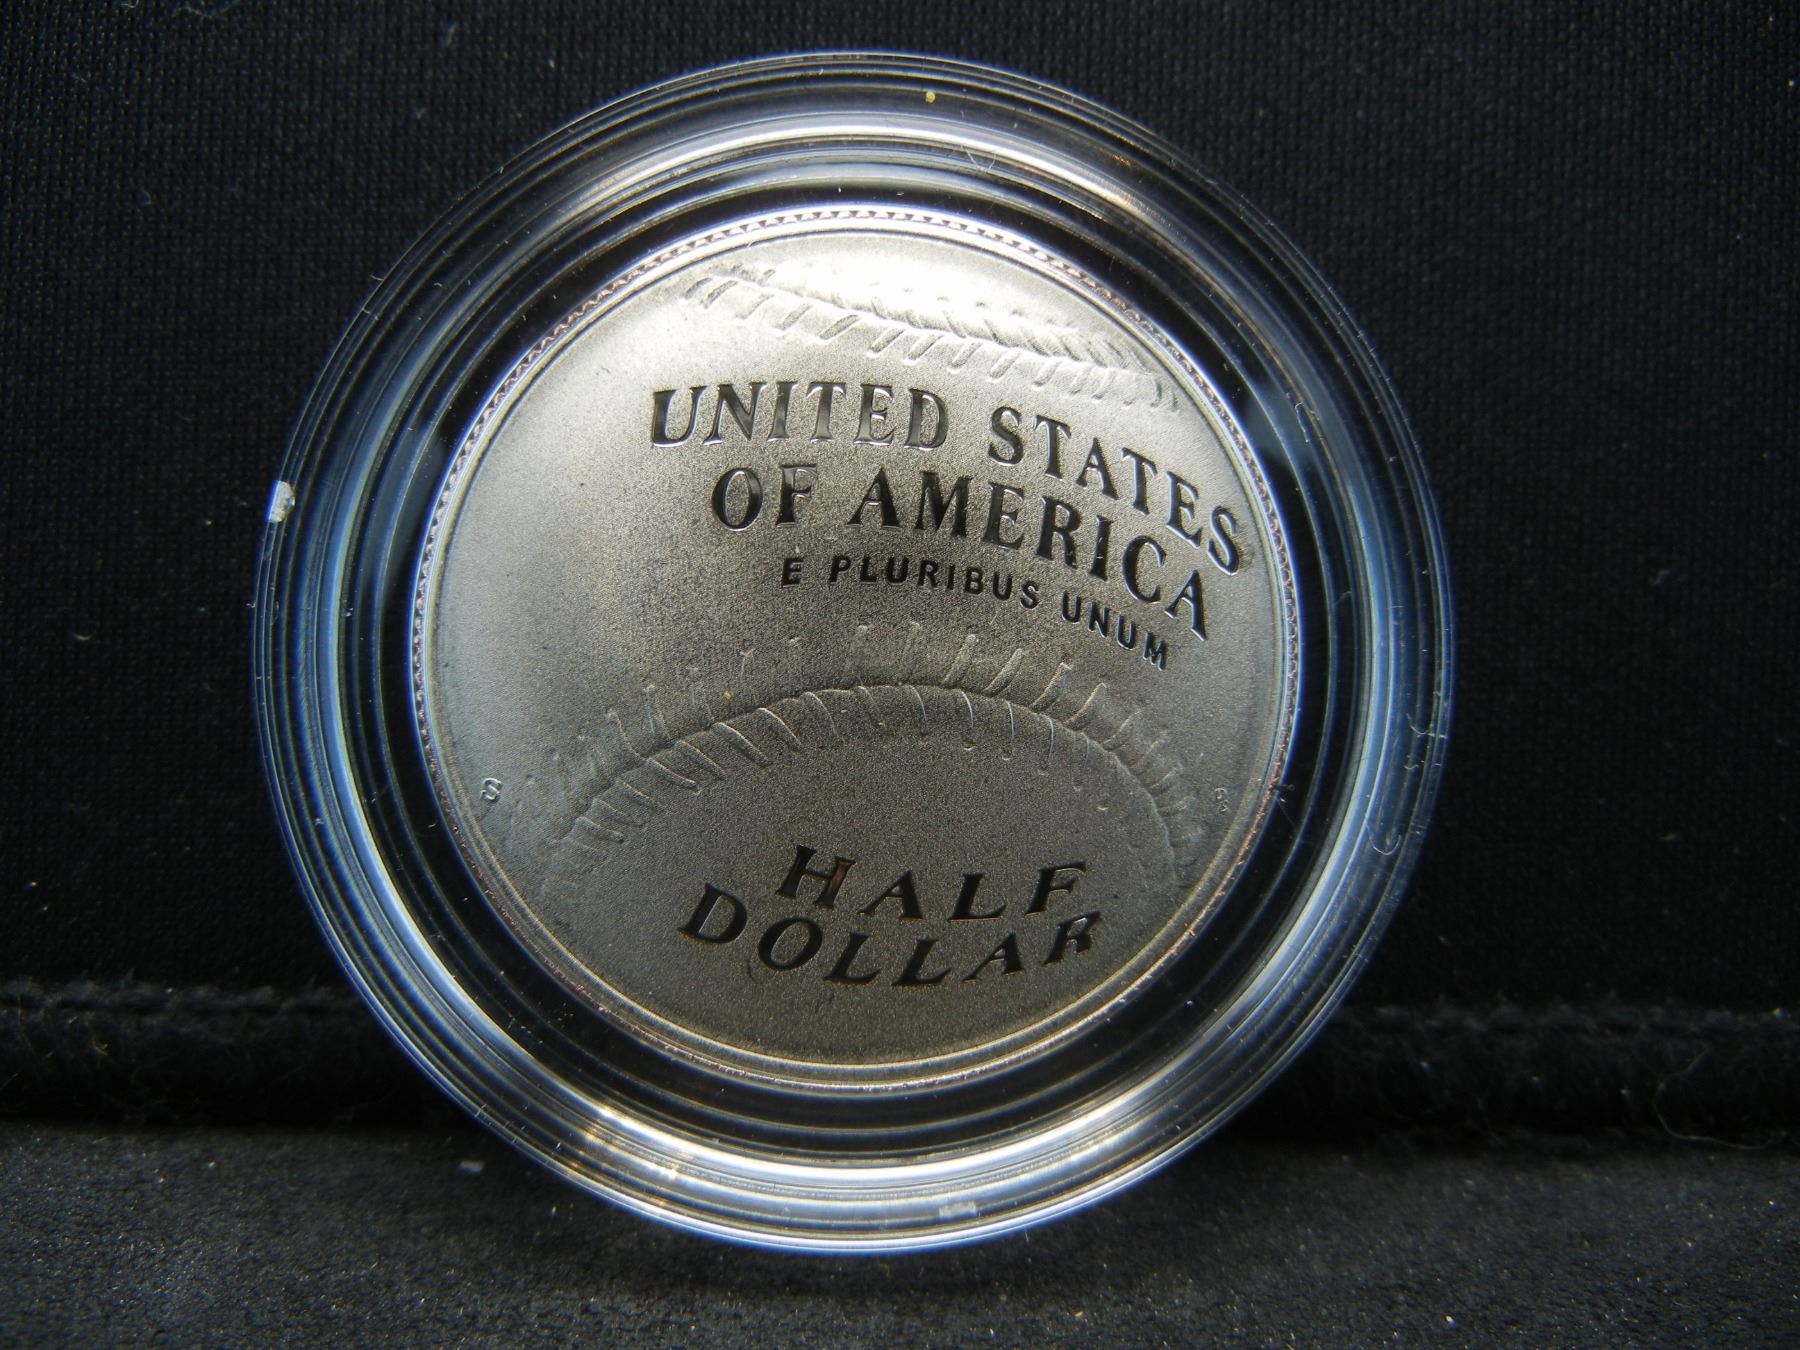 UNITED STATES
OF AMERICA
E PLURIBUS UNUM
S
HALF
DOLLAR